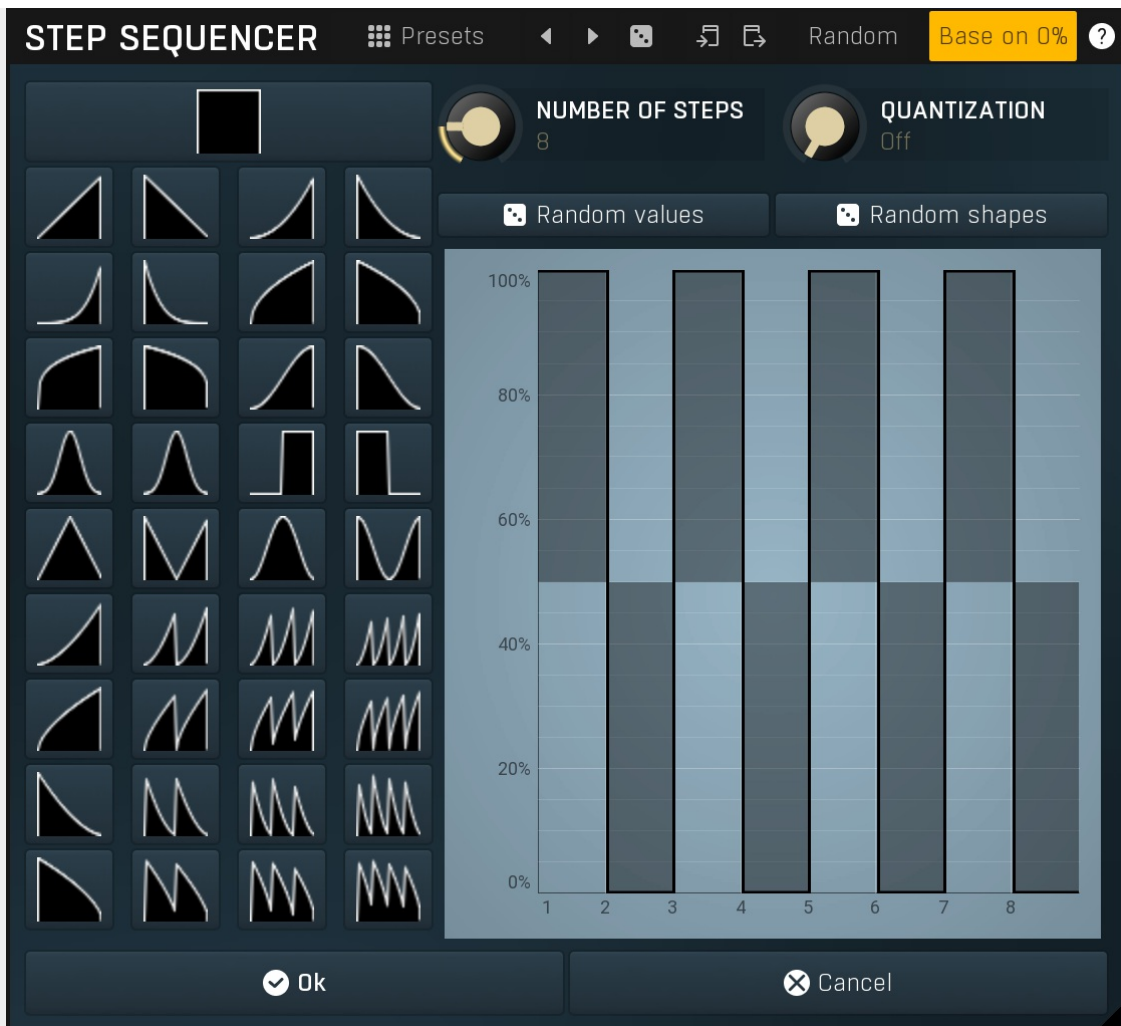 STEP SEQUENCER Presets Random Base on 0% ?
NUMBER OF STEPS
8
QUANTIZATION
Off
Random values
Random shapes
100%
80%
60%
40%
20%
0%
1 2 3 4 5 6 7 8
Ok
Cancel